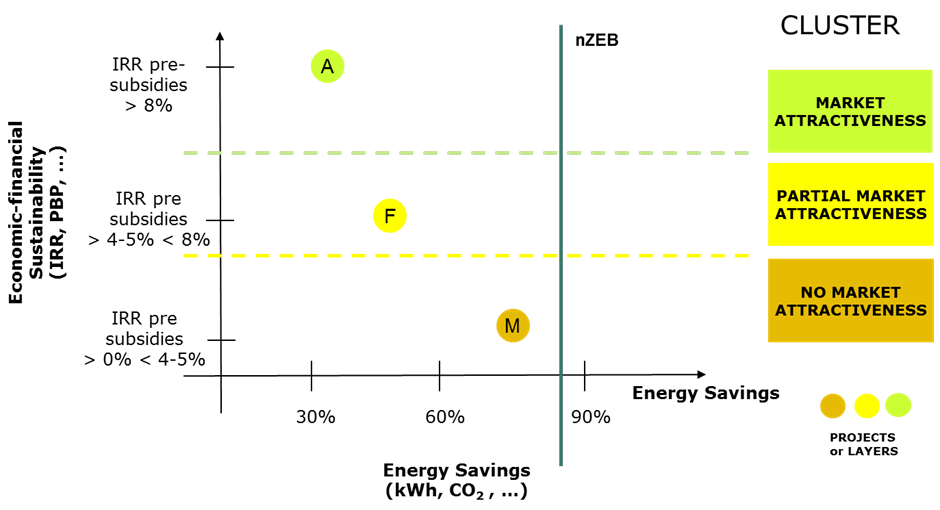 CLUSTER
nZEB
IRR pre-
subsidies
> 8%
A
MARKET
ATTRACTIVENESS
Economic-financial
Sustainability
(IRR, PBP, ...)
IRR pre
subsidies
> 4-5% < 8%
F
PARTIAL MARKET
ATTRACTIVENESS
IRR pre
subsidies
> 0% < 4-5%
M
NO MARKET
ATTRACTIVENESS
Energy Savings
30%
60%
90%
PROJECTS
or LAYERS
Energy Savings
(kWh, CO₂ , ...)